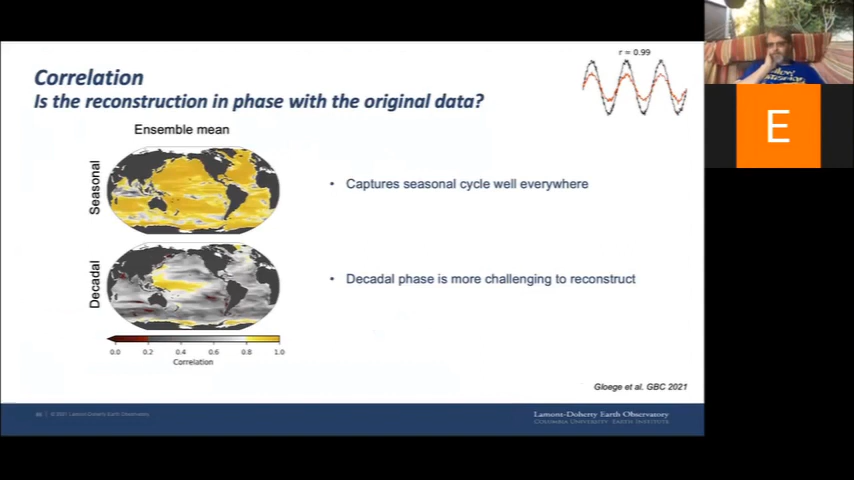 Correlation
Is the reconstruction in phase with the original data?
r = 0.99
Ensemble mean
Seasonal
• Captures seasonal cycle well everywhere
Decadal
• Decadal phase is more challenging to reconstruct
0.0 0.2 0.4 0.6 0.8 1.0
Correlation
Gloege et al. GBC 2021
© 2021 Lamont-Doherty Earth Observatory
Lamont-Doherty Earth Observatory
COLUMBIA UNIVERSITY EARTH INSTITUTE
E